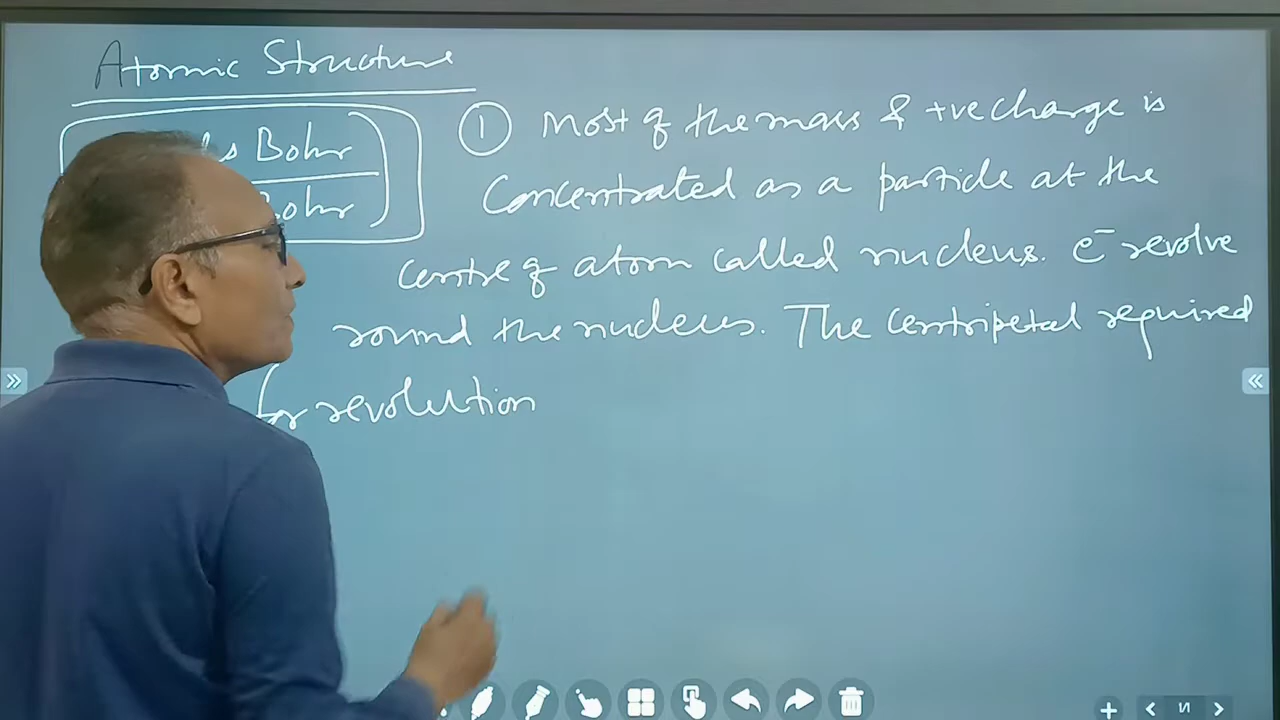 Atomic Structure
Bohr
Bohr
① Most of the mass & +ve charge is
Concentrated as a particle at the
centre of atom called nucleus. e⁻ revolve
round the nucleus. The centripetal required
for revolution